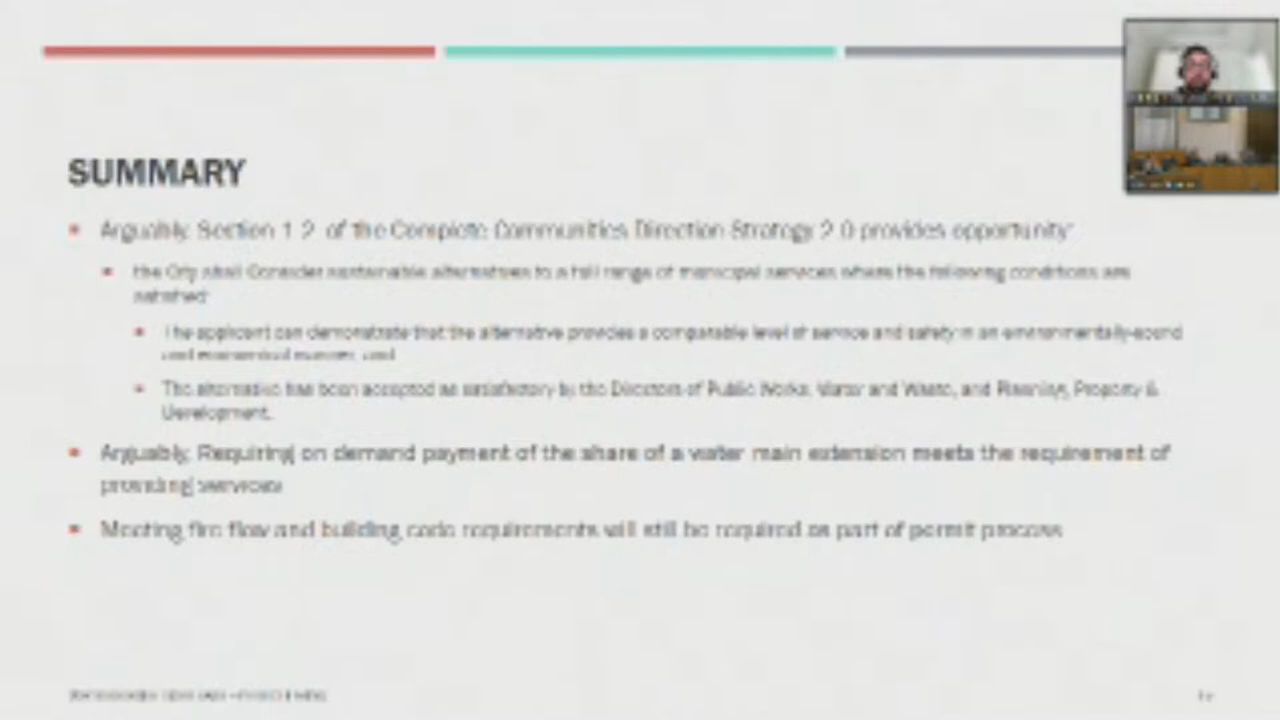 SUMMARY
Arguably, Section 1.2 of the Complete Communities Direction Strategy 2.0 provides opportunity
the City shall Consider sustainable alternatives to a full range of municipal services where the following conditions are
satisfied
The applicant can demonstrate that the alternative provides a comparable level of service and safety in an environmentally-sound
and economical manner, and
The alternative has been accepted as satisfactory by the Directors of Public Works, Water and Waste, and Planning, Property &
Development.
Arguably, Requiring on demand payment of the share of a water main extension meets the requirement of
providing services
Meeting fire flow and building code requirements will still be required as part of permit process